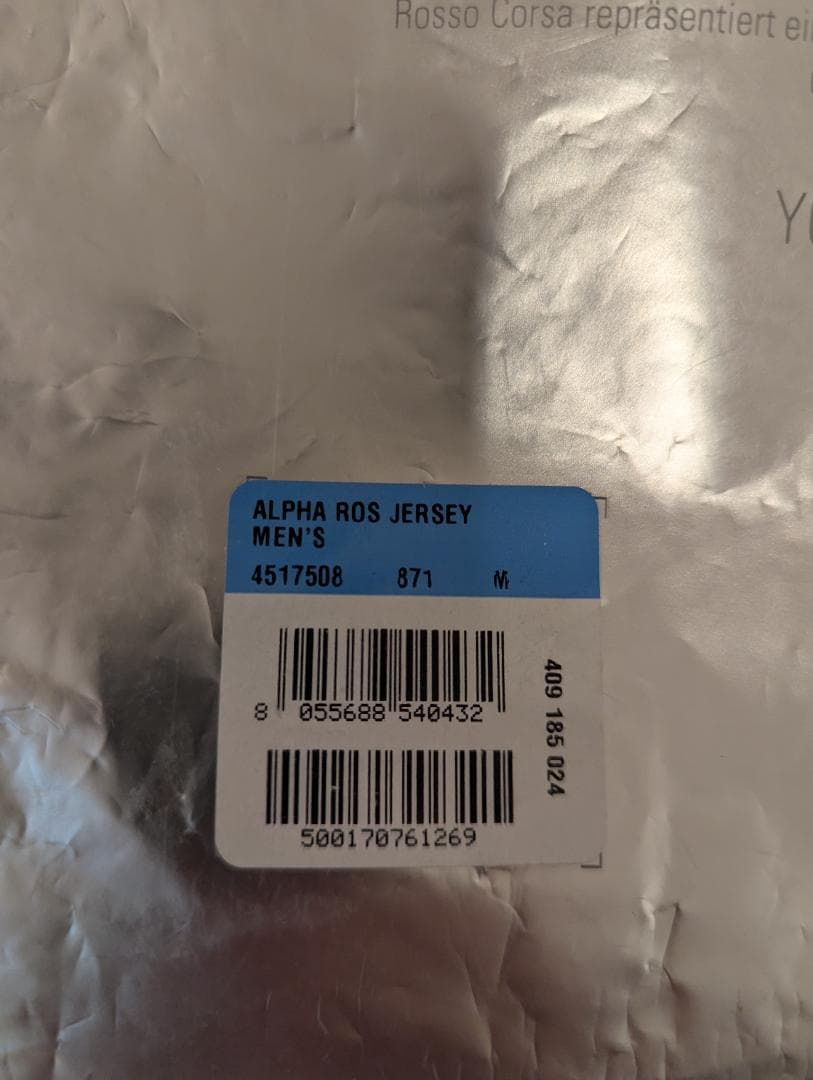 Rosso Corsa repräsentiert
ALPHA ROS JERSEY
MEN'S
4517508 871 M
8 055688 540432
409 185 024
500170761269